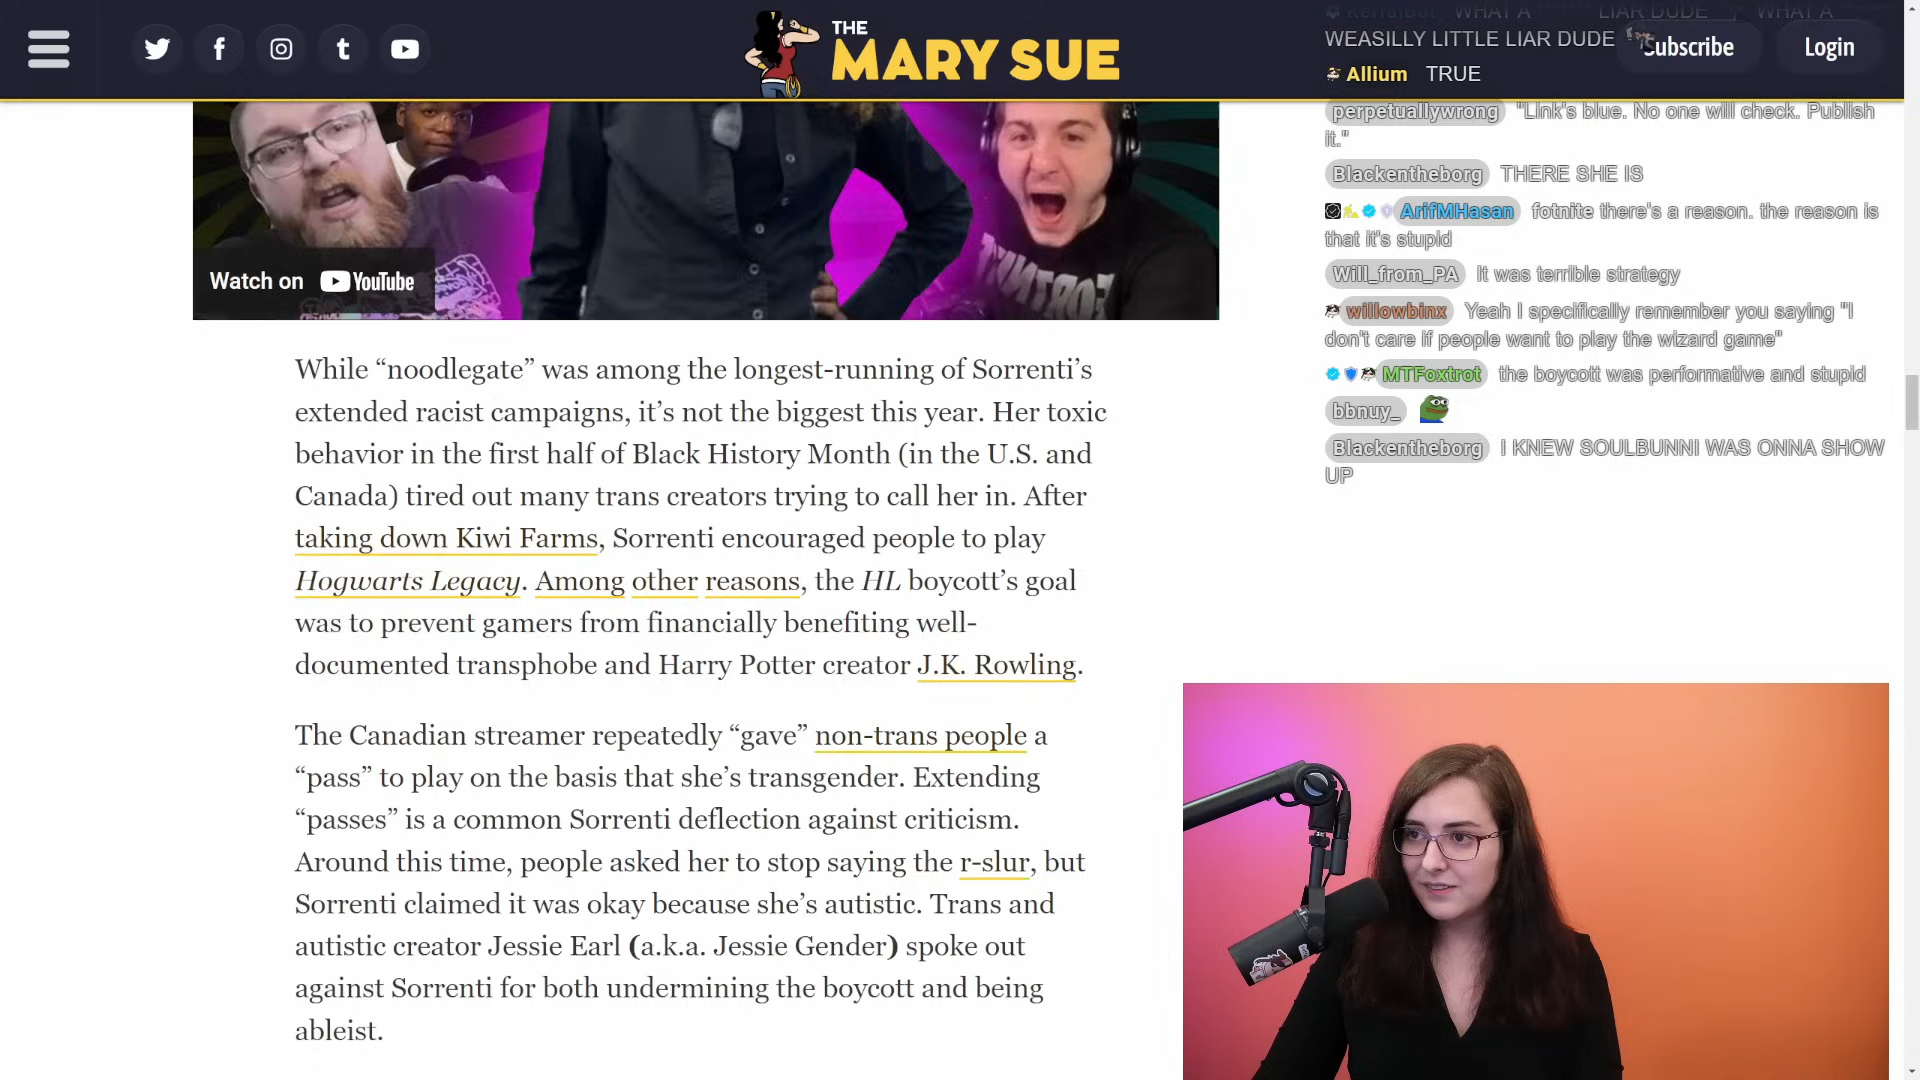 THE
MARY SUE
Subscribe
Login
WHAT A
LIAR DUDE
WHAT A
WEASILLY LITTLE LIAR DUDE
Allium TRUE
perpetuallywrong "Link's blue. No one will check. Publish
it."
Blackentheborg THERE SHE IS
ArifMHasan fotnite there's a reason. the reason is
that it's stupid
Will_from_PA It was terrible strategy
willowbinx Yeah I specifically remember you saying "I
don't care if people want to play the wizard game"
MTFoxtrot the boycott was performative and stupid
bbnuy_
Blackentheborg I KNEW SOULBUNNI WAS ONNA SHOW
UP
Watch on YouTube
While “noodlegate” was among the longest-running of Sorrenti’s
extended racist campaigns, it’s not the biggest this year. Her toxic
behavior in the first half of Black History Month (in the U.S. and
Canada) tired out many trans creators trying to call her in. After
taking down Kiwi Farms, Sorrenti encouraged people to play
Hogwarts Legacy. Among other reasons, the HL boycott’s goal
was to prevent gamers from financially benefiting well-
documented transphobe and Harry Potter creator J.K. Rowling.
The Canadian streamer repeatedly “gave” non-trans people a
“pass” to play on the basis that she’s transgender. Extending
“passes” is a common Sorrenti deflection against criticism.
Around this time, people asked her to stop saying the r-slur, but
Sorrenti claimed it was okay because she’s autistic. Trans and
autistic creator Jessie Earl (a.k.a. Jessie Gender) spoke out
against Sorrenti for both undermining the boycott and being
ableist.